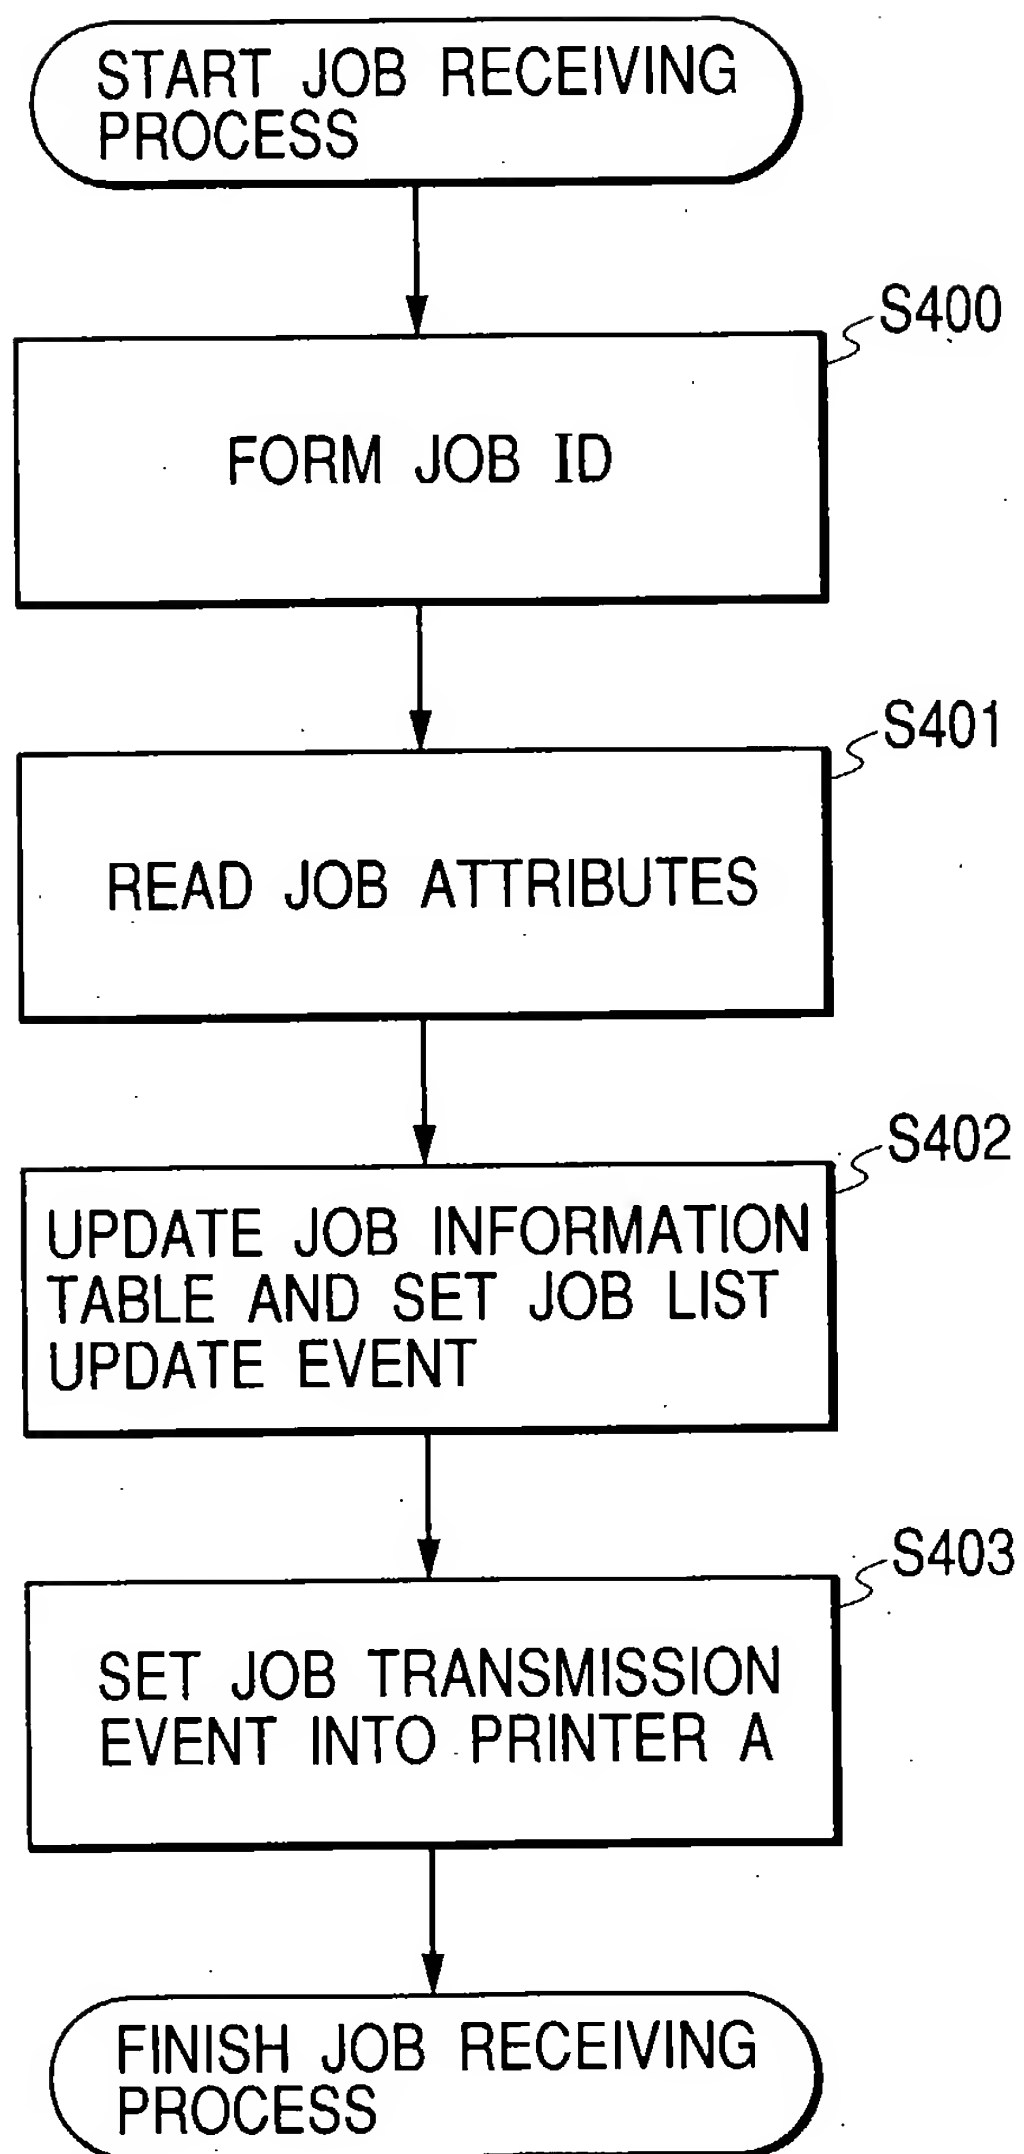 START JOB RECEIVING
PROCESS
S400
FORM JOB ID
S401
READ JOB ATTRIBUTES
S402
UPDATE JOB INFORMATION
TABLE AND SET JOB LIST
UPDATE EVENT
S403
SET JOB TRANSMISSION
EVENT INTO PRINTER A
FINISH JOB RECEIVING
PROCESS